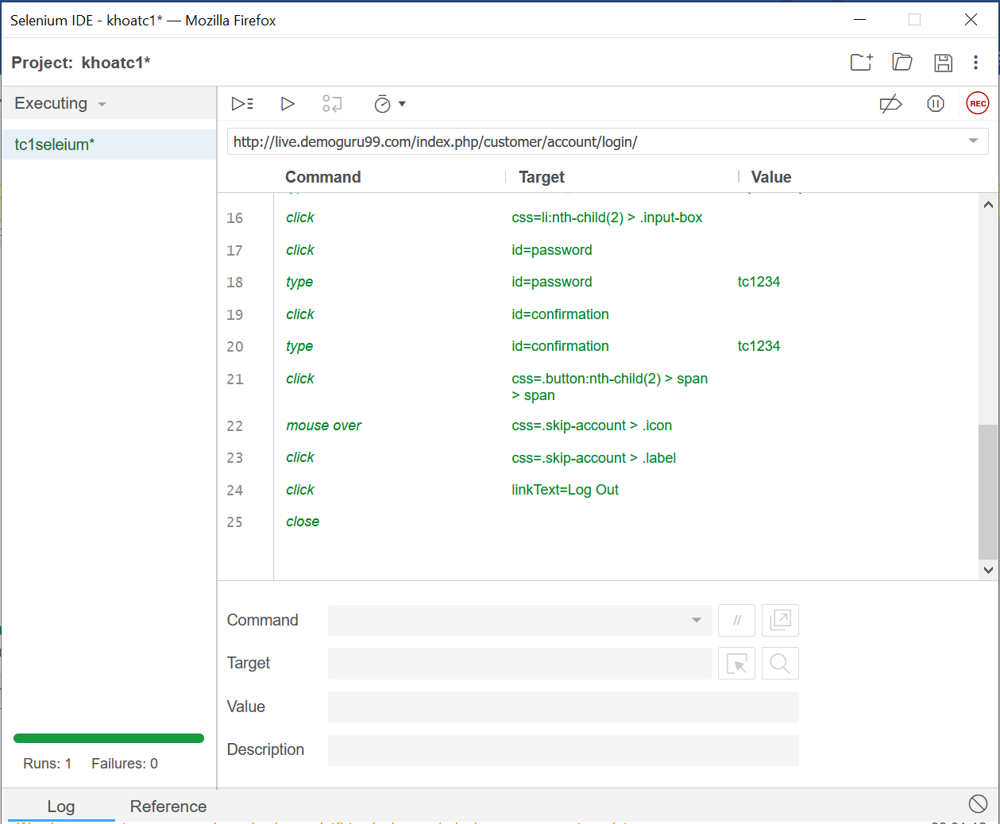 Selenium IDE - khoatc1* — Mozilla Firefox
Project: khoatc1*
Executing
REC
tc1seleium*
http://live.demoguru99.com/index.php/customer/account/login/
Command Target Value
16 click css=li:nth-child(2) > .input-box
17 click id=password
18 type id=password tc1234
19 click id=confirmation
20 type id=confirmation tc1234
21 click css=.button:nth-child(2) > span
> span
22 mouse over css=.skip-account > .icon
23 click css=.skip-account > .label
24 click linkText=Log Out
25 close
Command //
Target
Value
Description
Runs: 1 Failures: 0
Log Reference